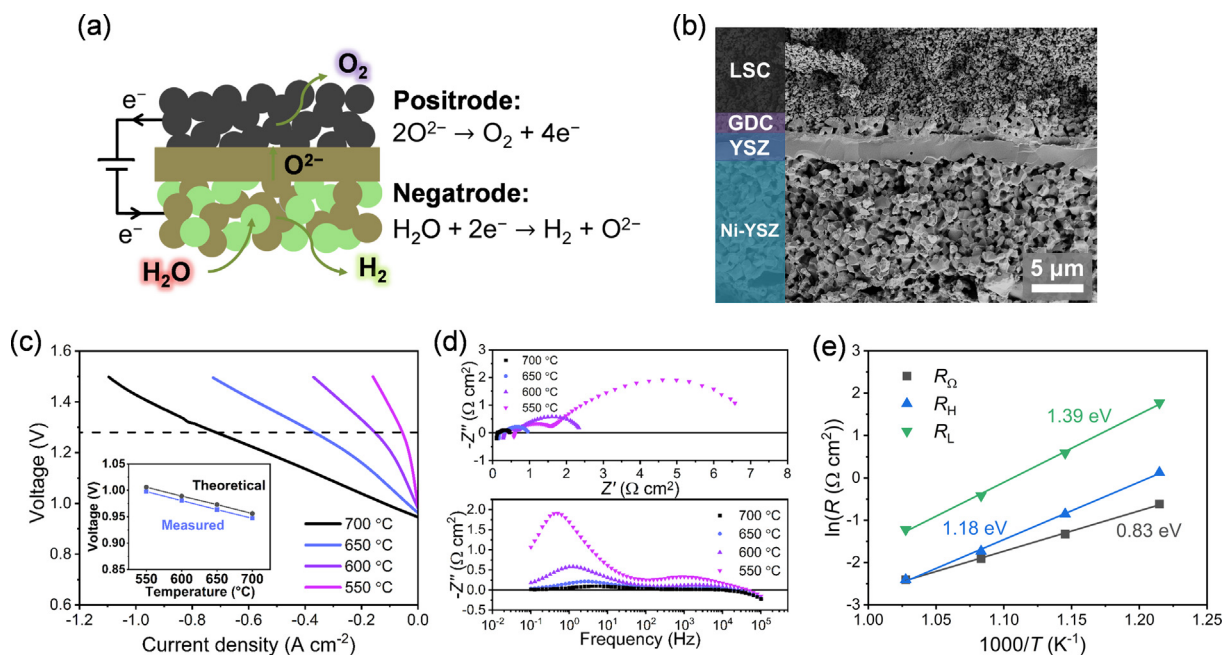 (a)
O₂
e⁻
Positrode:
2O²⁻ → O₂ + 4e⁻
O²⁻
Negatrode:
H₂O + 2e⁻ → H₂ + O²⁻
e⁻
H₂O
H₂
(b)
LSC
GDC
YSZ
Ni-YSZ
5 μm
(c)
1.6
1.4
1.2
1.0
0.8
0.6
Voltage (V)
-1.0 -0.8 -0.6 -0.4 -0.2 0.0
Current density (A cm⁻²)
700 °C
650 °C
600 °C
550 °C
1.05
1.00
0.95
0.90
0.85
Voltage (V)
Theoretical
Measured
550 600 650 700
Temperature (°C)
(d)
3
2
1
0
-1
-Z″ (Ω cm²)
700 °C
650 °C
600 °C
550 °C
0 1 2 3 4 5 6 7 8
Z′ (Ω cm²)
2.0
1.5
1.0
0.5
0.0
-0.5
-Z″ (Ω cm²)
700 °C
650 °C
600 °C
550 °C
10⁻² 10⁻¹ 10⁰ 10¹ 10² 10³ 10⁴ 10⁵ 10⁶
Frequency (Hz)
(e)
3
2
1
0
-1
-2
-3
ln(R (Ω cm²))
R_Ω
R_H
R_L
1.39 eV
1.18 eV
0.83 eV
1.00 1.05 1.10 1.15 1.20 1.25
1000/T (K⁻¹)